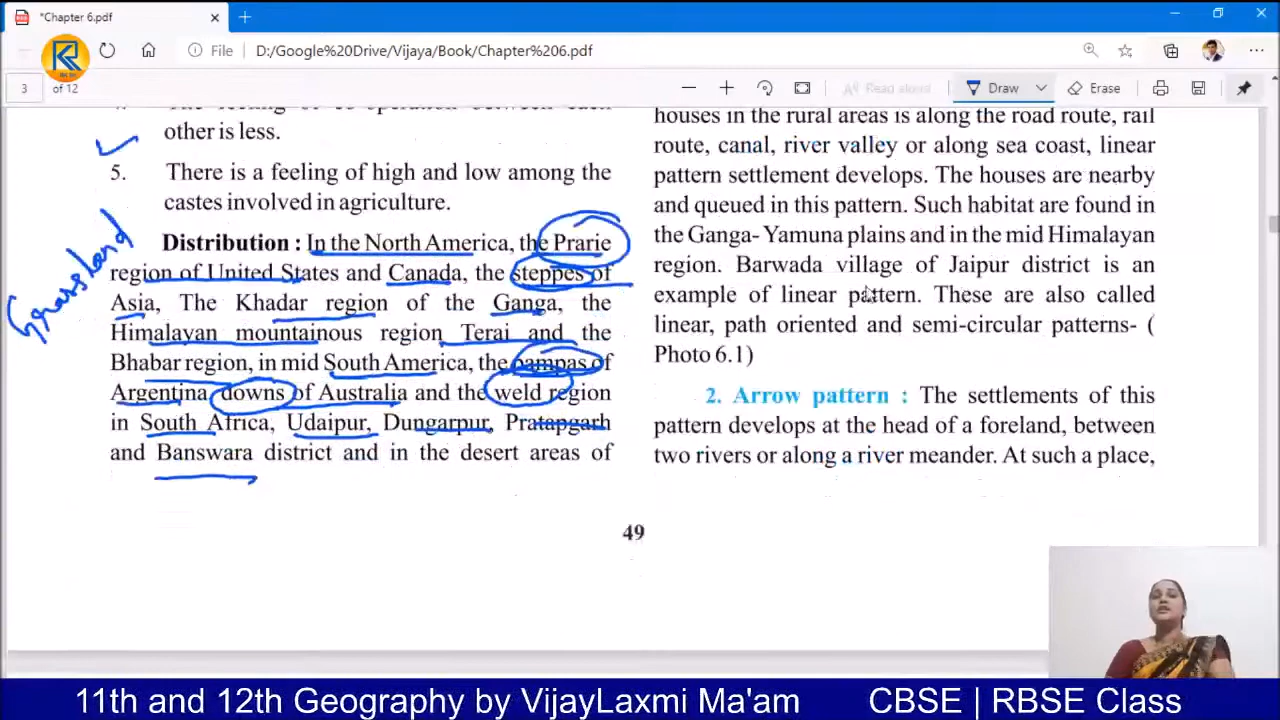 *Chapter 6.pdf
File
D:/Google%20Drive/Vijaya/Book/Chapter%206.pdf
3
of 12
Read aloud
Draw
Erase
other is less.
5. There is a feeling of high and low among the
castes involved in agriculture.
Grassland
Distribution : In the North America, the Prarie
region of United States and Canada, the steppes of
Asia, The Khadar region of the Ganga, the
Himalayan mountainous region Terai and the
Bhabar region, in mid South America, the pampas of
Argentina downs of Australia and the weld region
in South Africa, Udaipur, Dungarpur, Pratapgarh
and Banswara district and in the desert areas of
houses in the rural areas is along the road route, rail
route, canal, river valley or along sea coast, linear
pattern settlement develops. The houses are nearby
and queued in this pattern. Such habitat are found in
the Ganga- Yamuna plains and in the mid Himalayan
region. Barwada village of Jaipur district is an
example of linear pattern. These are also called
linear, path oriented and semi-circular patterns- (
Photo 6.1)
2. Arrow pattern : The settlements of this
pattern develops at the head of a foreland, between
two rivers or along a river meander. At such a place,
49
11th and 12th Geography by VijayLaxmi Ma'am
CBSE | RBSE Class